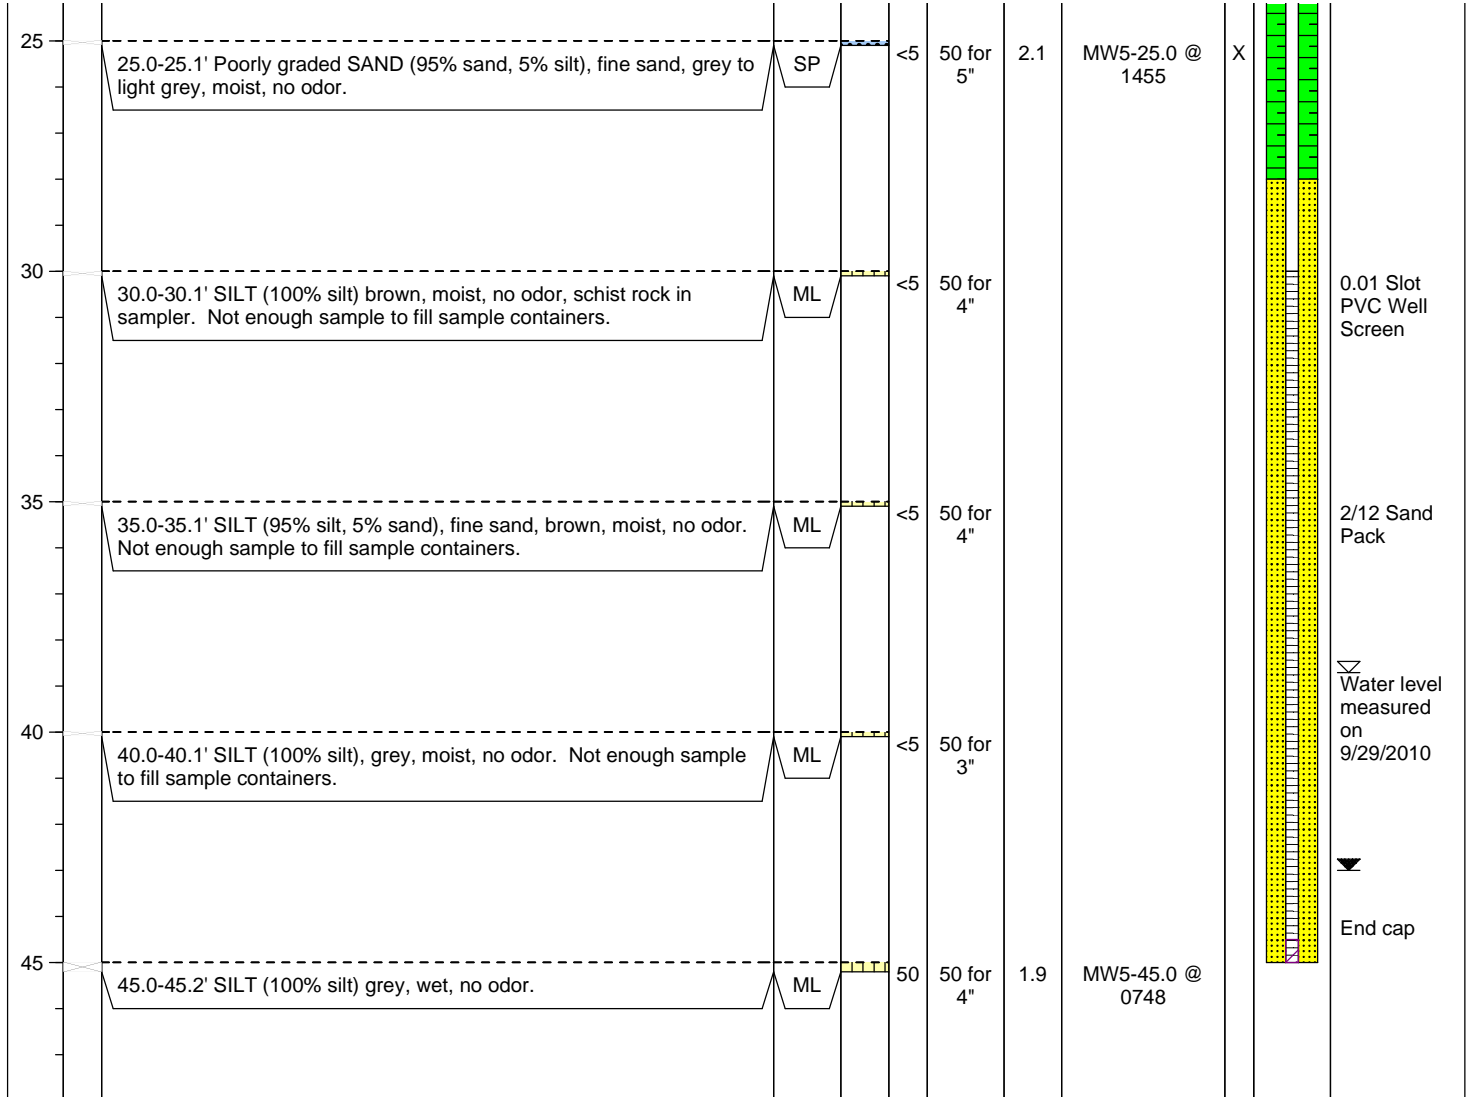 25
25.0-25.1' Poorly graded SAND (95% sand, 5% silt), fine sand, grey to
light grey, moist, no odor.
SP
<5
50 for
5"
2.1
MW5-25.0 @
1455
X
30
30.0-30.1' SILT (100% silt) brown, moist, no odor, schist rock in
sampler.  Not enough sample to fill sample containers.
ML
<5
50 for
4"
0.01 Slot
PVC Well
Screen
35
35.0-35.1' SILT (95% silt, 5% sand), fine sand, brown, moist, no odor.
Not enough sample to fill sample containers.
ML
<5
50 for
4"
2/12 Sand
Pack
Water level
measured
on
9/29/2010
40
40.0-40.1' SILT (100% silt), grey, moist, no odor.  Not enough sample
to fill sample containers.
ML
<5
50 for
3"
End cap
45
45.0-45.2' SILT (100% silt) grey, wet, no odor.
ML
50
50 for
4"
1.9
MW5-45.0 @
0748